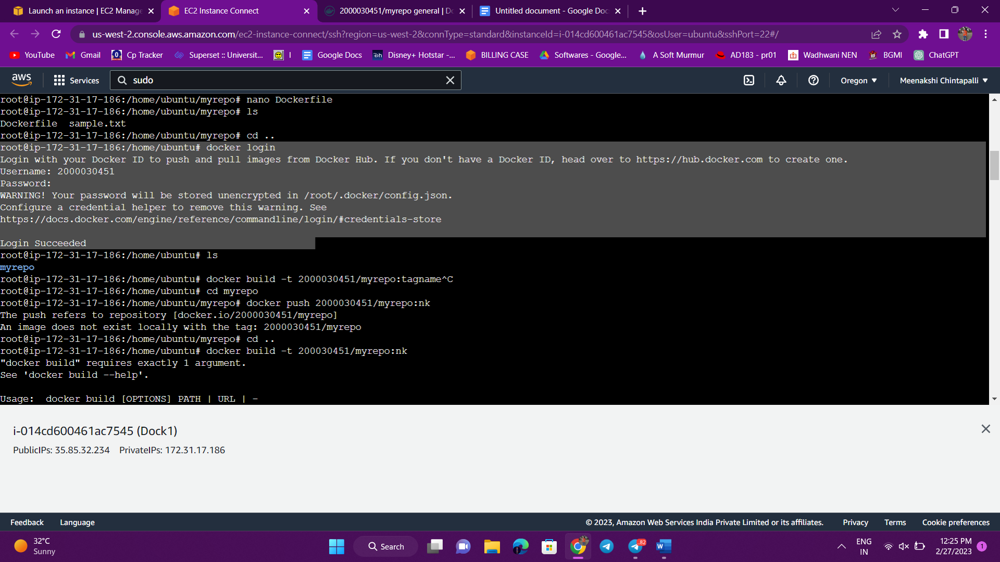 Launch an instance | EC2 Manage
EC2 Instance Connect
2000030451/myrepo general | Do
Untitled document - Google Doc
us-west-2.console.aws.amazon.com/ec2-instance-connect/ssh?region=us-west-2&connType=standard&instanceId=i-014cd600461ac7545&osUser=ubuntu&sshPort=22#/
YouTube
Gmail
Cp Tracker
Superset :: Universit...
I
Google Docs
Disney+ Hotstar -...
BILLING CASE
Softwares - Google...
A Soft Murmur
AD183 - pr01
Wadhwani NEN
BGMI
ChatGPT
aws
Services
sudo
Oregon
Meenakshi Chintapalli
root@ip-172-31-17-186:/home/ubuntu/myrepo# nano Dockerfile
root@ip-172-31-17-186:/home/ubuntu/myrepo# ls
Dockerfile  sample.txt
root@ip-172-31-17-186:/home/ubuntu/myrepo# cd ..
root@ip-172-31-17-186:/home/ubuntu# docker login
Login with your Docker ID to push and pull images from Docker Hub. If you don't have a Docker ID, head over to https://hub.docker.com to create one.
Username: 2000030451
Password:
WARNING! Your password will be stored unencrypted in /root/.docker/config.json.
Configure a credential helper to remove this warning. See
https://docs.docker.com/engine/reference/commandline/login/#credentials-store
Login Succeeded
root@ip-172-31-17-186:/home/ubuntu# ls
myrepo
root@ip-172-31-17-186:/home/ubuntu# docker build -t 2000030451/myrepo:tagname^C
root@ip-172-31-17-186:/home/ubuntu# cd myrepo
root@ip-172-31-17-186:/home/ubuntu/myrepo# docker push 2000030451/myrepo:nk
The push refers to repository [docker.io/2000030451/myrepo]
An image does not exist locally with the tag: 2000030451/myrepo
root@ip-172-31-17-186:/home/ubuntu/myrepo# cd ..
root@ip-172-31-17-186:/home/ubuntu# docker build -t 200030451/myrepo:nk
"docker build" requires exactly 1 argument.
See 'docker build --help'.
Usage:  docker build [OPTIONS] PATH | URL | -
i-014cd600461ac7545 (Dock1)
PublicIPs: 35.85.32.234    PrivateIPs: 172.31.17.186
Feedback
Language
© 2023, Amazon Web Services India Private Limited or its affiliates.
Privacy
Terms
Cookie preferences
32°C
Sunny
Search
82
ENG
IN
12:25 PM
2/27/2023
1